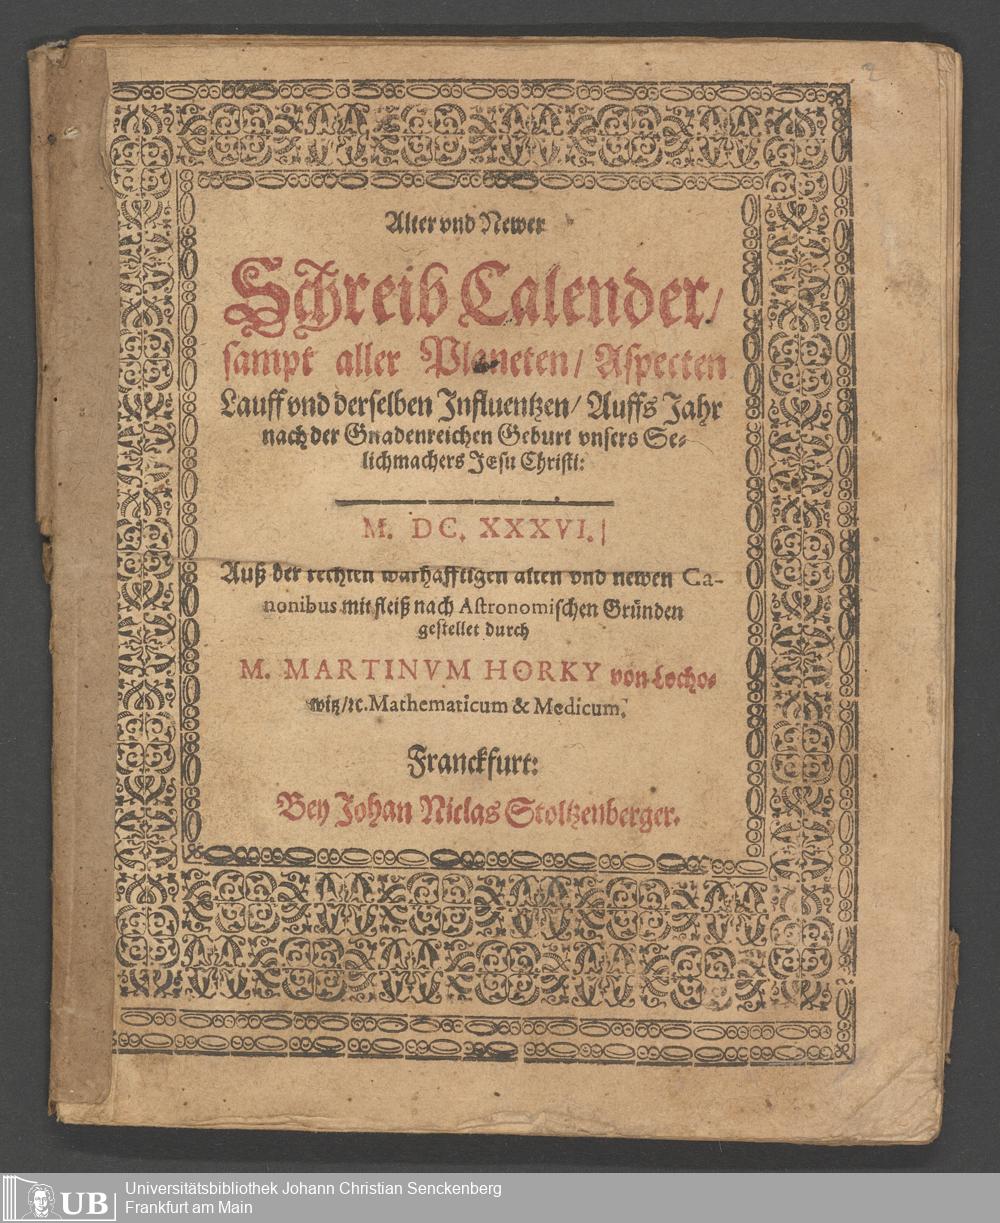 2
Alter vnd Newer
Schreib Calender/
sampt aller Planeten/ Aspecten
Lauff vnd derselben Influentzen/ Auffs Jahr
nach der Gnadenreichen Geburt vnsers Se-
lichmachers Jesu Christi:
M. DC. XXXVI.
Auß der rechten warhafftigen alten vnd newen Ca-
nonibus mit fleiß nach Astronomischen Gründen
gestellet durch
M. MARTINVM HORKY von Locho-
witz/ꝛc. Mathematicum & Medicum.
Franckfurt:
Bey Johan Niclas Stoltzenberger.
UB
Universitätsbibliothek Johann Christian Senckenberg
Frankfurt am Main